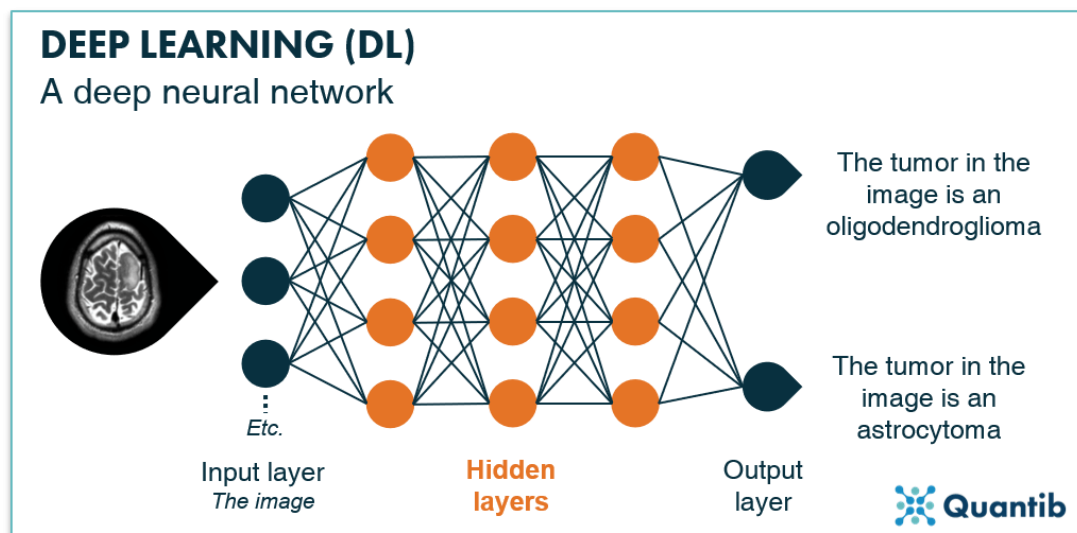 DEEP LEARNING (DL)
A deep neural network
The tumor in the
image is an
oligodendroglioma
The tumor in the
image is an
astrocytoma
Etc.
Input layer
The image
Hidden
layers
Output
layer
Quantib